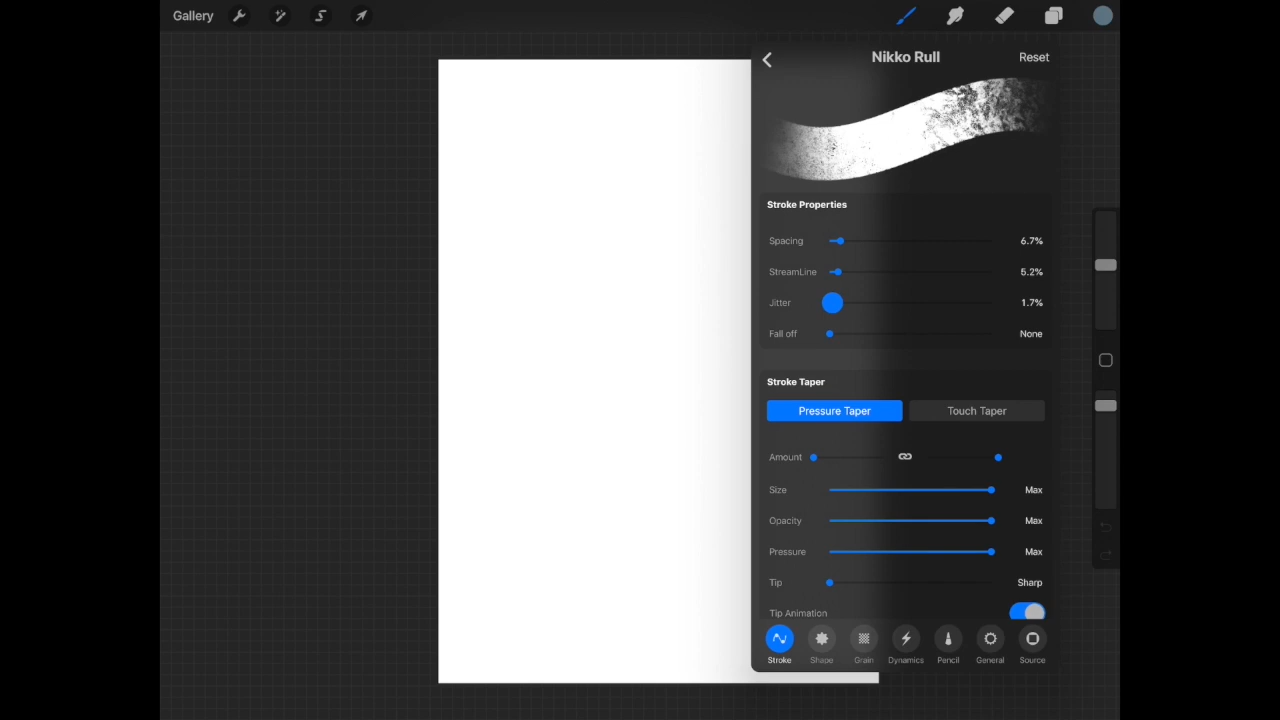 Gallery
Nikko Rull
Reset
Stroke Properties
Spacing 6.7%
StreamLine 5.2%
Jitter 1.7%
Fall off None
Stroke Taper
Pressure Taper Touch Taper
Amount
Size Max
Opacity Max
Pressure Max
Tip Sharp
Tip Animation
Stroke Shape Grain Dynamics Pencil General Source